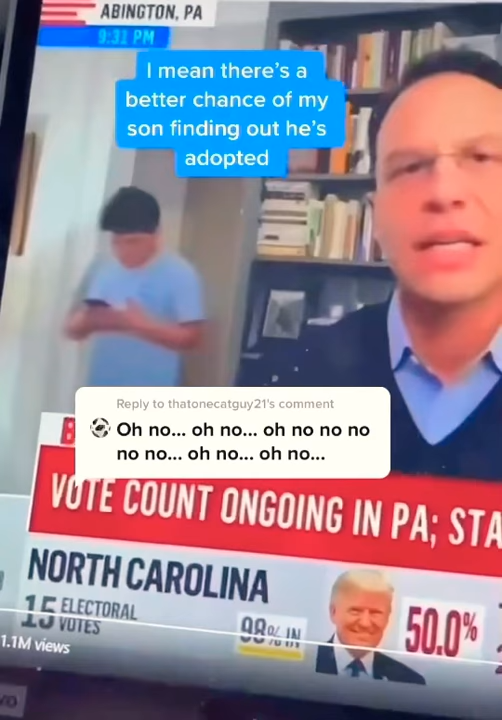 ABINGTON, PA
9:31 PM
I mean there's a
better chance of my
son finding out he's
adopted
Reply to thatonecatguy21's comment
Oh no... oh no... oh no no no
no no... oh no... oh no...
B
VOTE COUNT ONGOING IN PA; STA
NORTH CAROLINA
15 ELECTORAL
VOTES
98% IN
50.0%
1.1M views